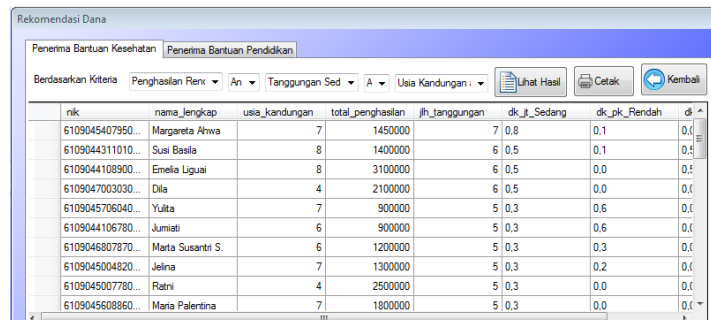 Rekomendasi Dana
Penerima Bantuan Kesehatan Penerima Bantuan Pendidikan
Berdasarkan Kriteria Penghasilan Renc An Tanggungan Sed A Usia Kandungan Lihat Hasil Cetak Kembali
nik nama_lengkap usia_kandungan total_penghasilan jlh_tanggungan dk_jt_Sedang dk_pk_Rendah
6109045407950... Margareta Ahwa 7 1450000 7 0,8 0,1
6109044311010... Susi Basila 8 1400000 6 0,5 0,1
6109044108900... Emelia Liguai 8 3100000 6 0,5 0,0
6109047003030... Dila 4 2100000 6 0,5 0,0
6109045706040... Yulita 7 900000 5 0,3 0,6
6109044106780... Jumiati 6 900000 5 0,3 0,6
6109046807870... Marta Susantri S. 6 1200000 5 0,3 0,3
6109045004820... Jelina 7 1300000 5 0,3 0,2
6109045007780... Ratni 4 2500000 5 0,3 0,0
6109045608860... Maria Palentina 7 1800000 5 0,3 0,0